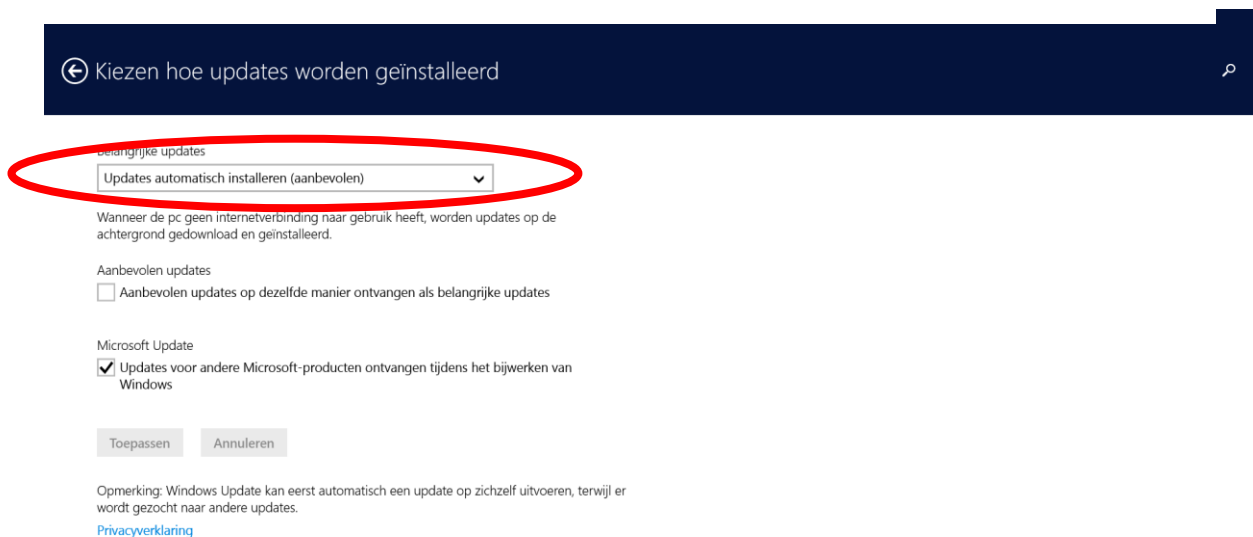 Kiezen hoe updates worden geïnstalleerd
Belangrijke updates
Updates automatisch installeren (aanbevolen)
Wanneer de pc geen internetverbinding naar gebruik heeft, worden updates op de
achtergrond gedownload en geïnstalleerd.
Aanbevolen updates
Aanbevolen updates op dezelfde manier ontvangen als belangrijke updates
Microsoft Update
Updates voor andere Microsoft-producten ontvangen tijdens het bijwerken van
Windows
Toepassen Annuleren
Opmerking: Windows Update kan eerst automatisch een update op zichzelf uitvoeren, terwijl er
wordt gezocht naar andere updates.
Privacyverklaring